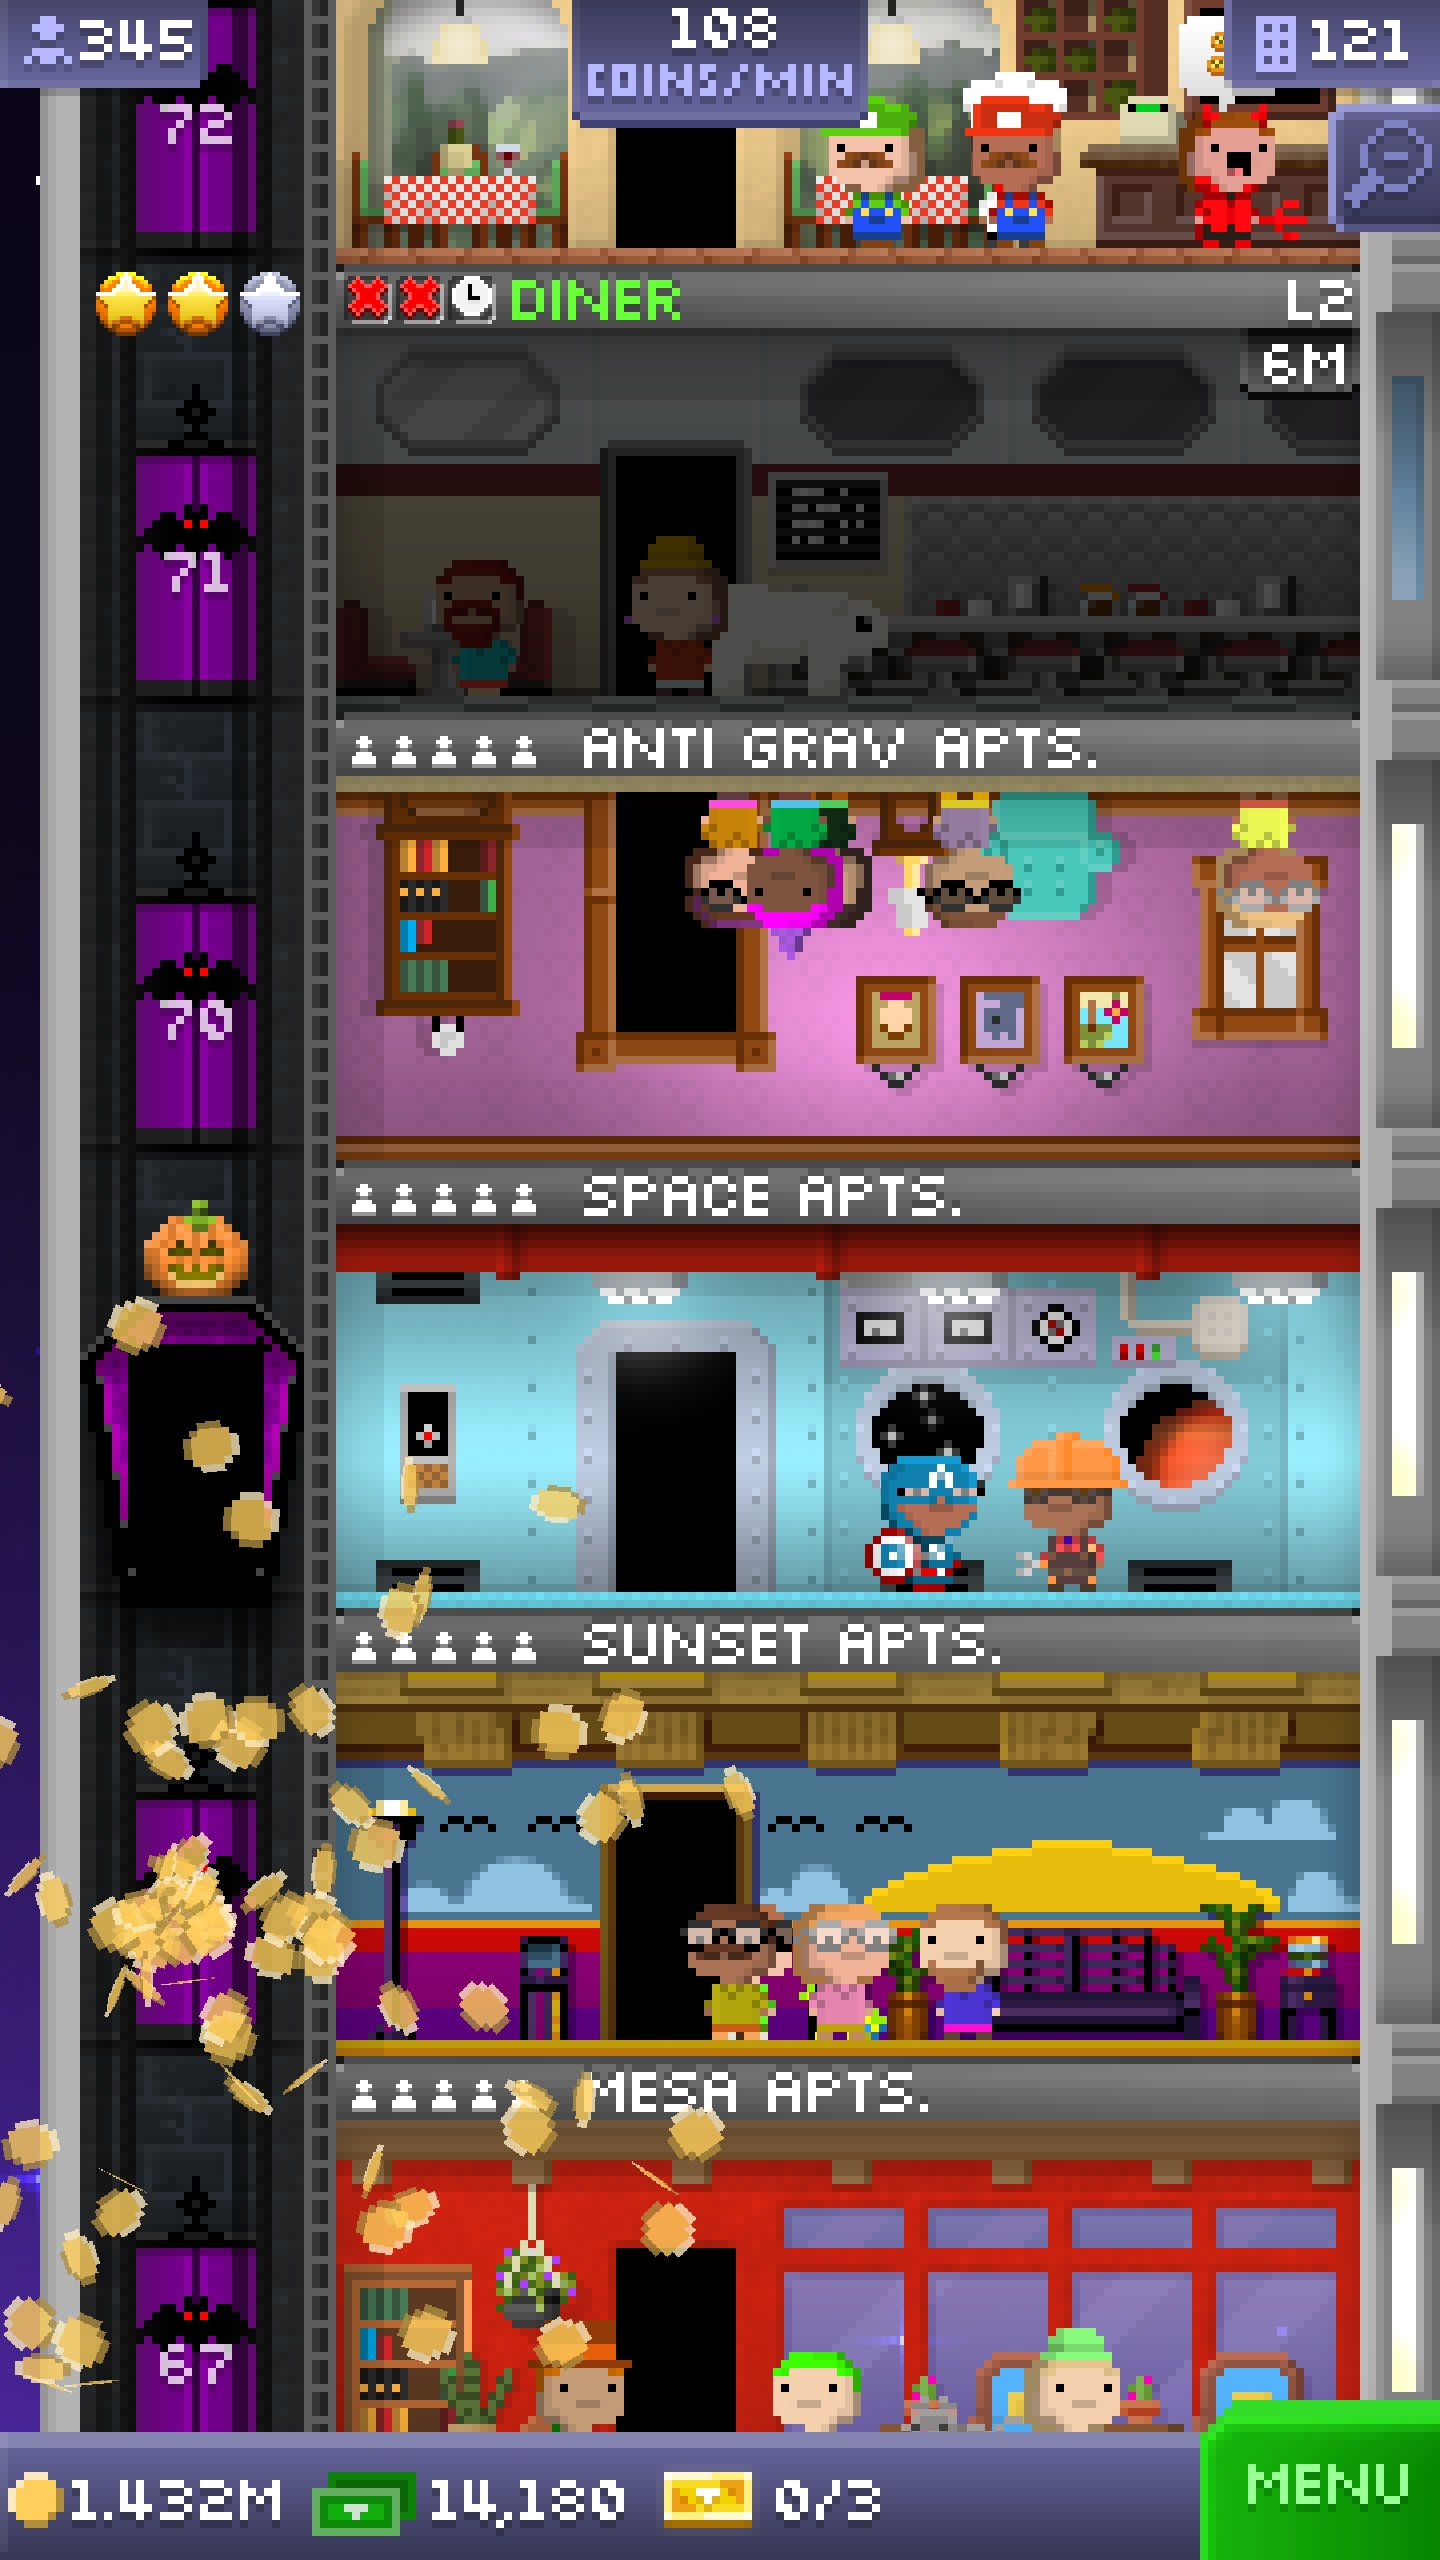 345
108
COINS/MIN
121
72
DINER
L2
6M
71
ANTI GRAV APTS.
70
SPACE APTS.
SUNSET APTS.
MESA APTS.
67
1.432M
14,180
0/3
MENU